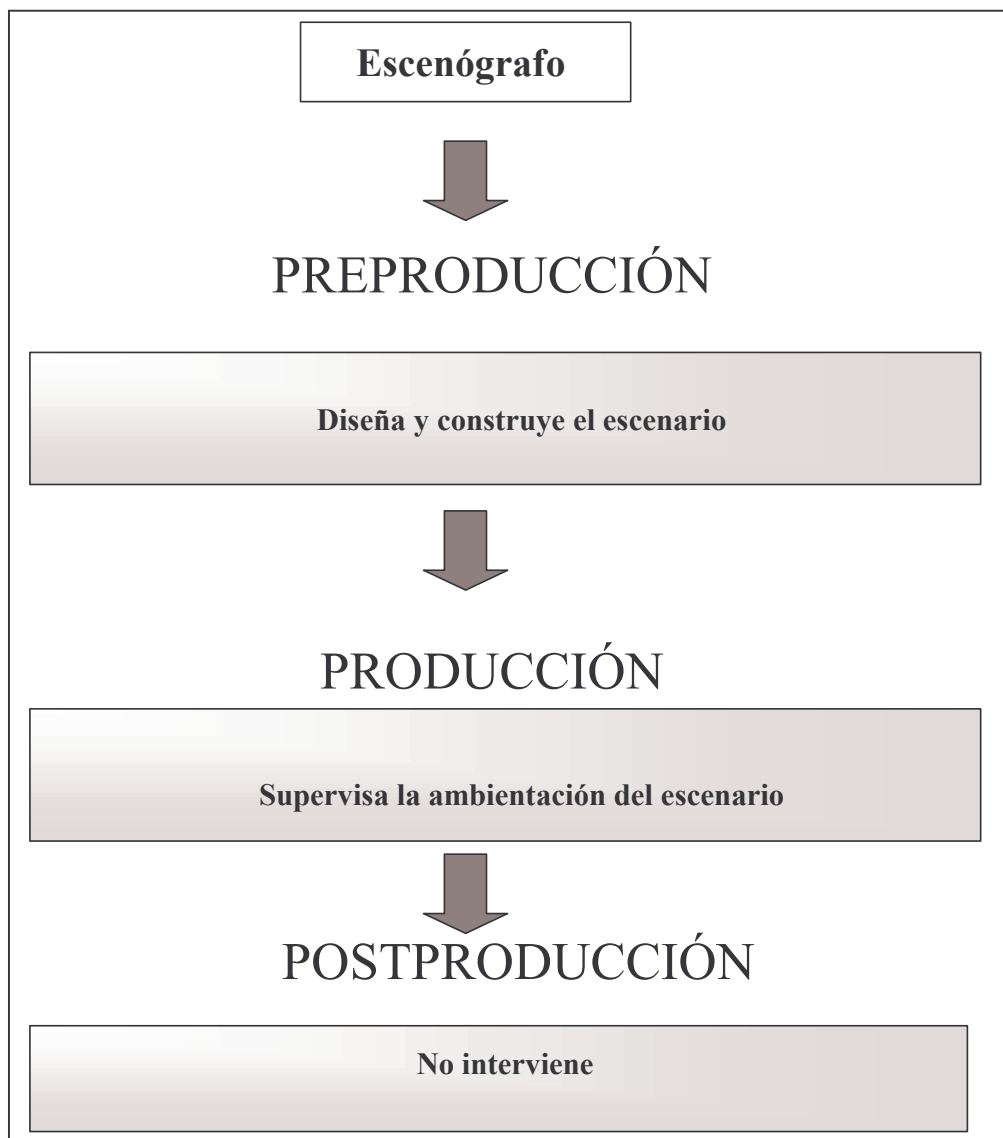 Escenógrafo
PREPRODUCCIÓN
Diseña y construye el escenario
PRODUCCIÓN
Supervisa la ambientación del escenario
POSTPRODUCCIÓN
No interviene